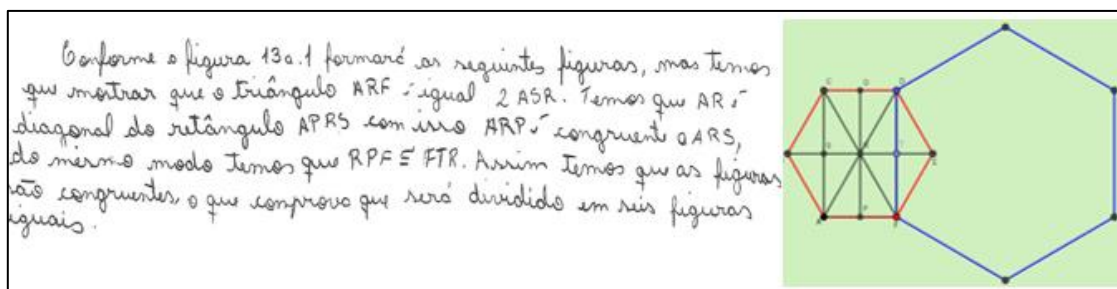 Conforme a figura 13a.1 formará as seguintes figuras, mas temos
que mostrar que o triângulo ARF é igual 2 ASR. Temos que AR é
diagonal do retângulo APRS com isso ARP é congruente a ARS,
do mesmo modo temos que RPF ≡ FTR. Assim temos que as figuras
são congruentes, o que comprova que será dividido em seis figuras
iguais.
C
D
A
P